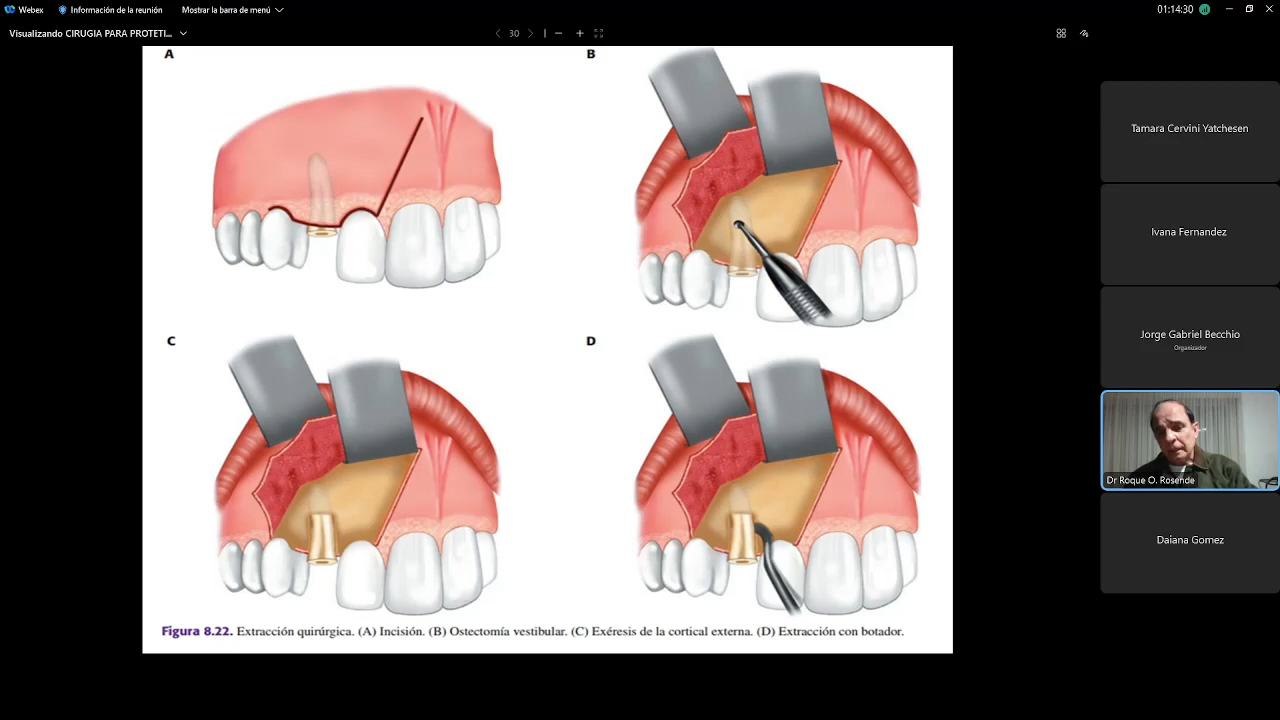 Webex
Información de la reunión
Mostrar la barra de menú
01:14:30
Visualizando CIRUGIA PARA PROTETI...
30
A
B
C
D
Figura 8.22. Extracción quirúrgica. (A) Incisión. (B) Ostectomía vestibular. (C) Exéresis de la cortical externa. (D) Extracción con botador.
Tamara Cervini Yatchesen
Ivana Fernandez
Jorge Gabriel Becchio
Organizador
Dr Roque O. Rosende
Daiana Gomez